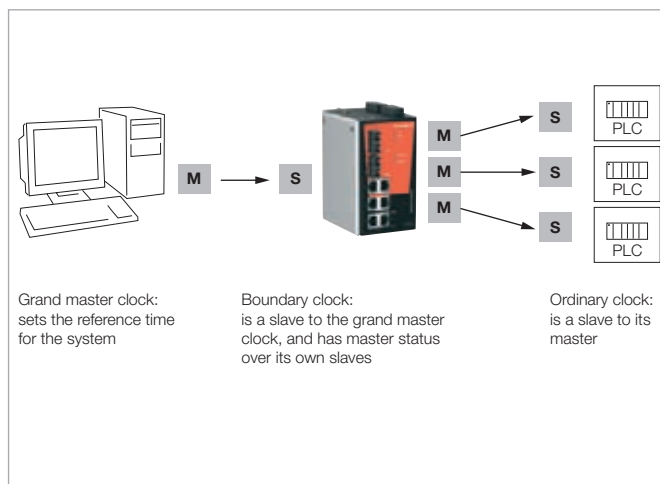 M
S
M
M
M
S
S
S
PLC
PLC
PLC
Grand master clock:
sets the reference time
for the system
Boundary clock:
is a slave to the grand master
clock, and has master status
over its own slaves
Ordinary clock:
is a slave to its
master